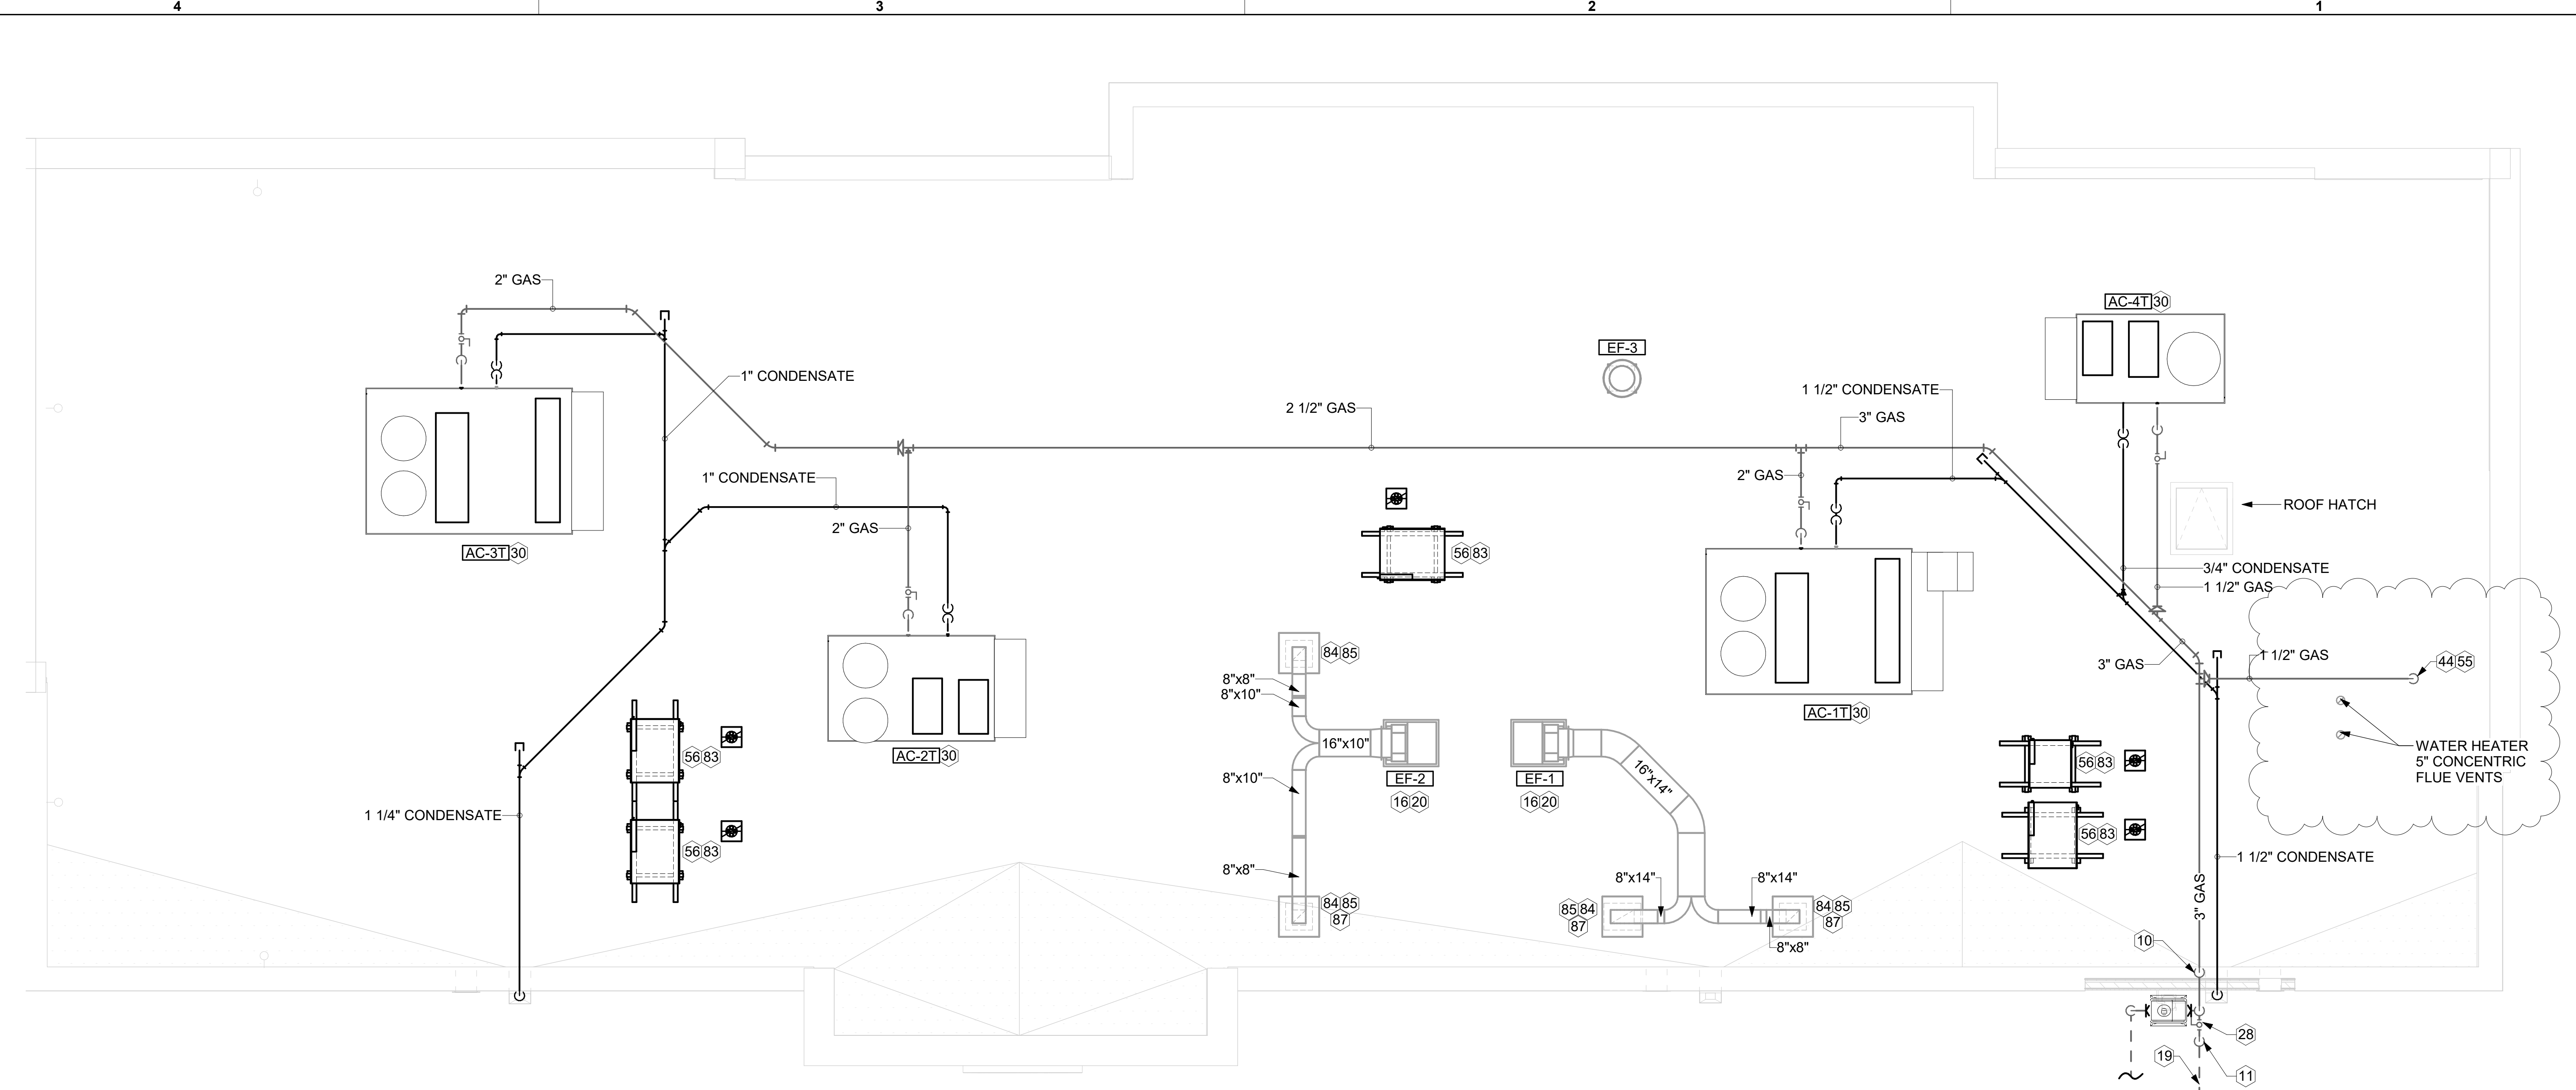 4 3 2 1
2" GAS
AC-4T 30
EF-3
1" CONDENSATE
1 1/2" CONDENSATE
2 1/2" GAS
3" GAS
1" CONDENSATE
2" GAS
ROOF HATCH
2" GAS
AC-3T 30
56 83
3/4" CONDENSATE
1 1/2" GAS
84 85
1 1/2" GAS
44 55
3" GAS
8"x8"
8"x10"
AC-1T 30
16"x10"
WATER HEATER
5" CONCENTRIC
FLUE VENTS
56 83
AC-2T 30
56 83
8"x10"
EF-2
EF-1
16"x14"
16 20
16 20
1 1/4" CONDENSATE
56 83
56 83
1 1/2" CONDENSATE
8"x8"
8"x14"
8"x14"
3" GAS
84 85
87
85 84
87
84 85
87
8"x8"
10
28
19
11